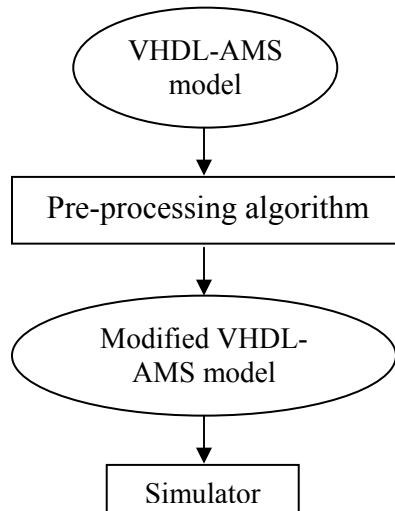 VHDL-AMS
model
Pre-processing algorithm
Modified VHDL-
AMS model
Simulator